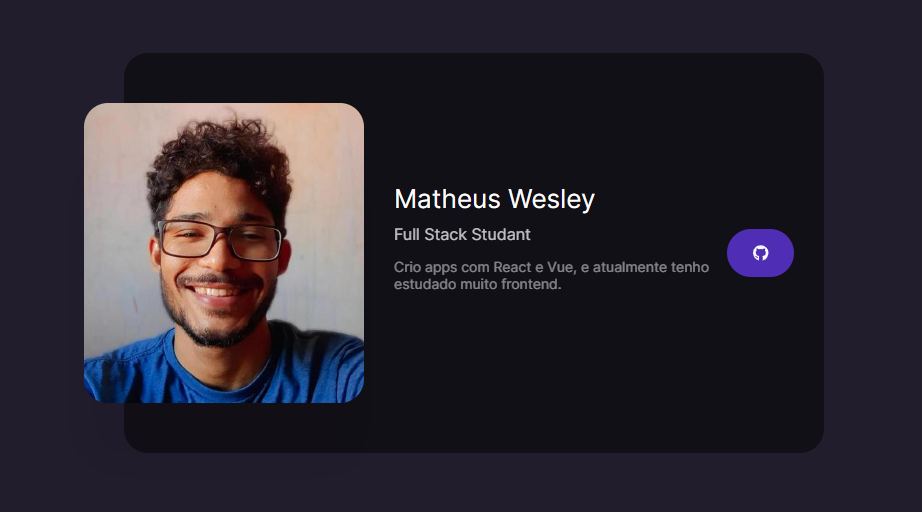 Matheus Wesley
Full Stack Studant
Crio apps com React e Vue, e atualmente tenho
estudado muito frontend.